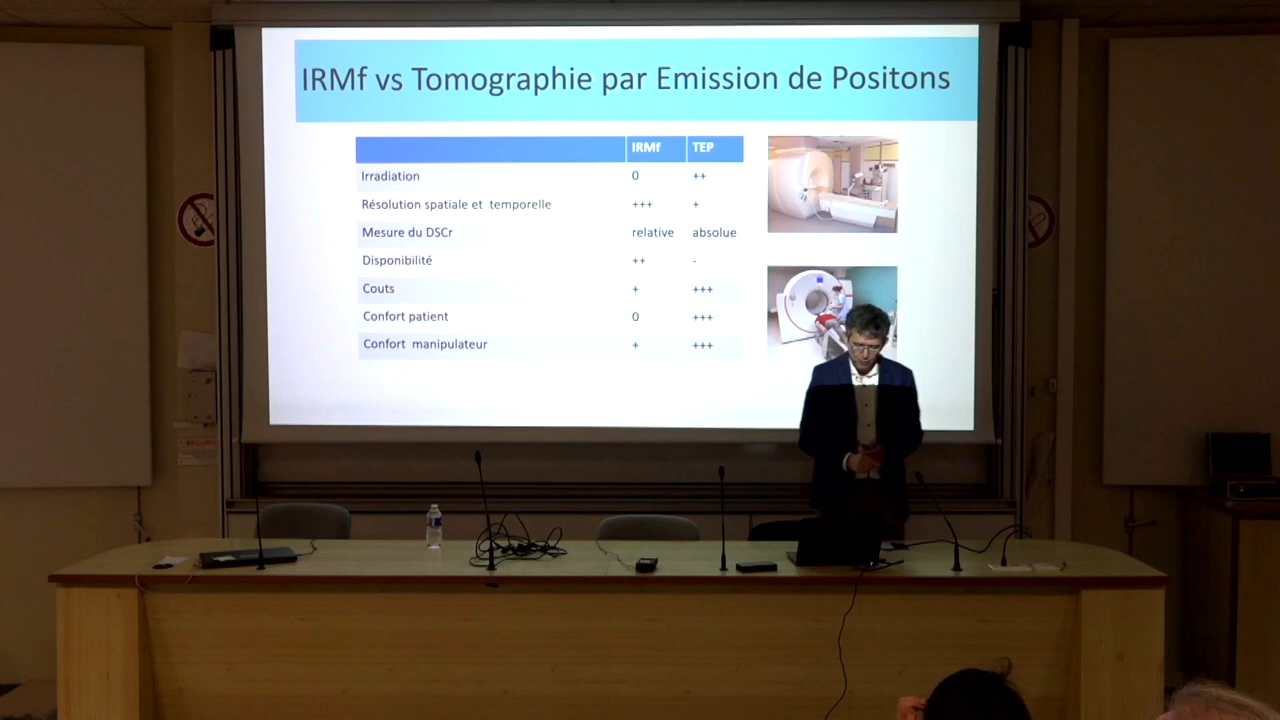 IRMf vs Tomographie par Emission de Positons
IRMf TEP
Irradiation 0 ++
Résolution spatiale et temporelle +++ +
Mesure du DSCr relative absolue
Disponibilité ++ -
Couts + +++
Confort patient 0 +++
Confort manipulateur + +++